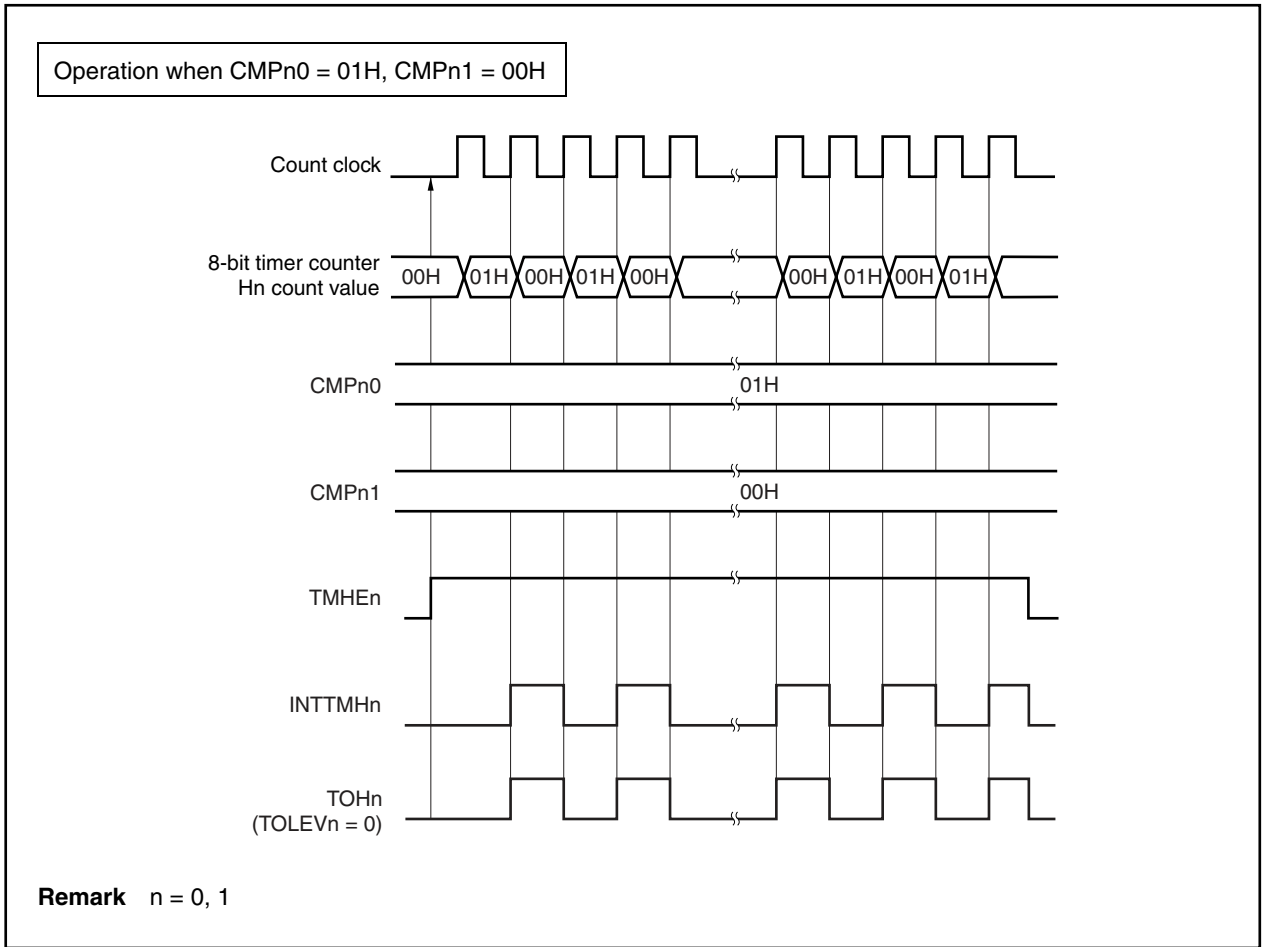 Operation when CMPn0 = 01H, CMPn1 = 00H
Count clock
8-bit timer counter
Hn count value
00H 01H 00H 01H 00H 00H 01H 00H 01H
CMPn0 01H
CMPn1 00H
TMHEn
INTTMHn
TOHn
(TOLEVn = 0)
Remark n = 0, 1